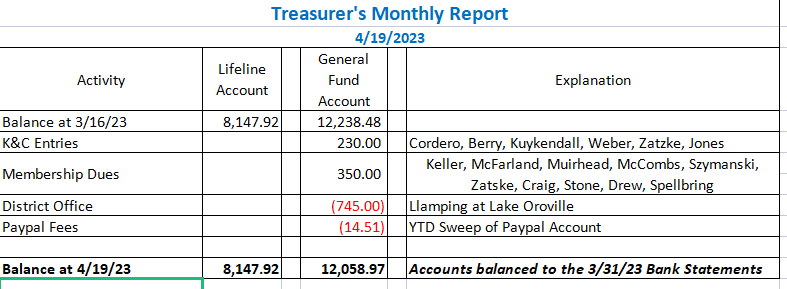 Treasurer's Monthly Report
4/19/2023
Activity Lifeline Account General Fund Account Explanation
Balance at 3/16/23 8,147.92 12,238.48
K&C Entries 230.00 Cordero, Berry, Kuykendall, Weber, Zatzke, Jones
Membership Dues 350.00 Keller, McFarland, Muirhead, McCombs, Szymanski,
Zatske, Craig, Stone, Drew, Spellbring
District Office (745.00) Llamping at Lake Oroville
Paypal Fees (14.51) YTD Sweep of Paypal Account
Balance at 4/19/23 8,147.92 12,058.97 Accounts balanced to the 3/31/23 Bank Statements